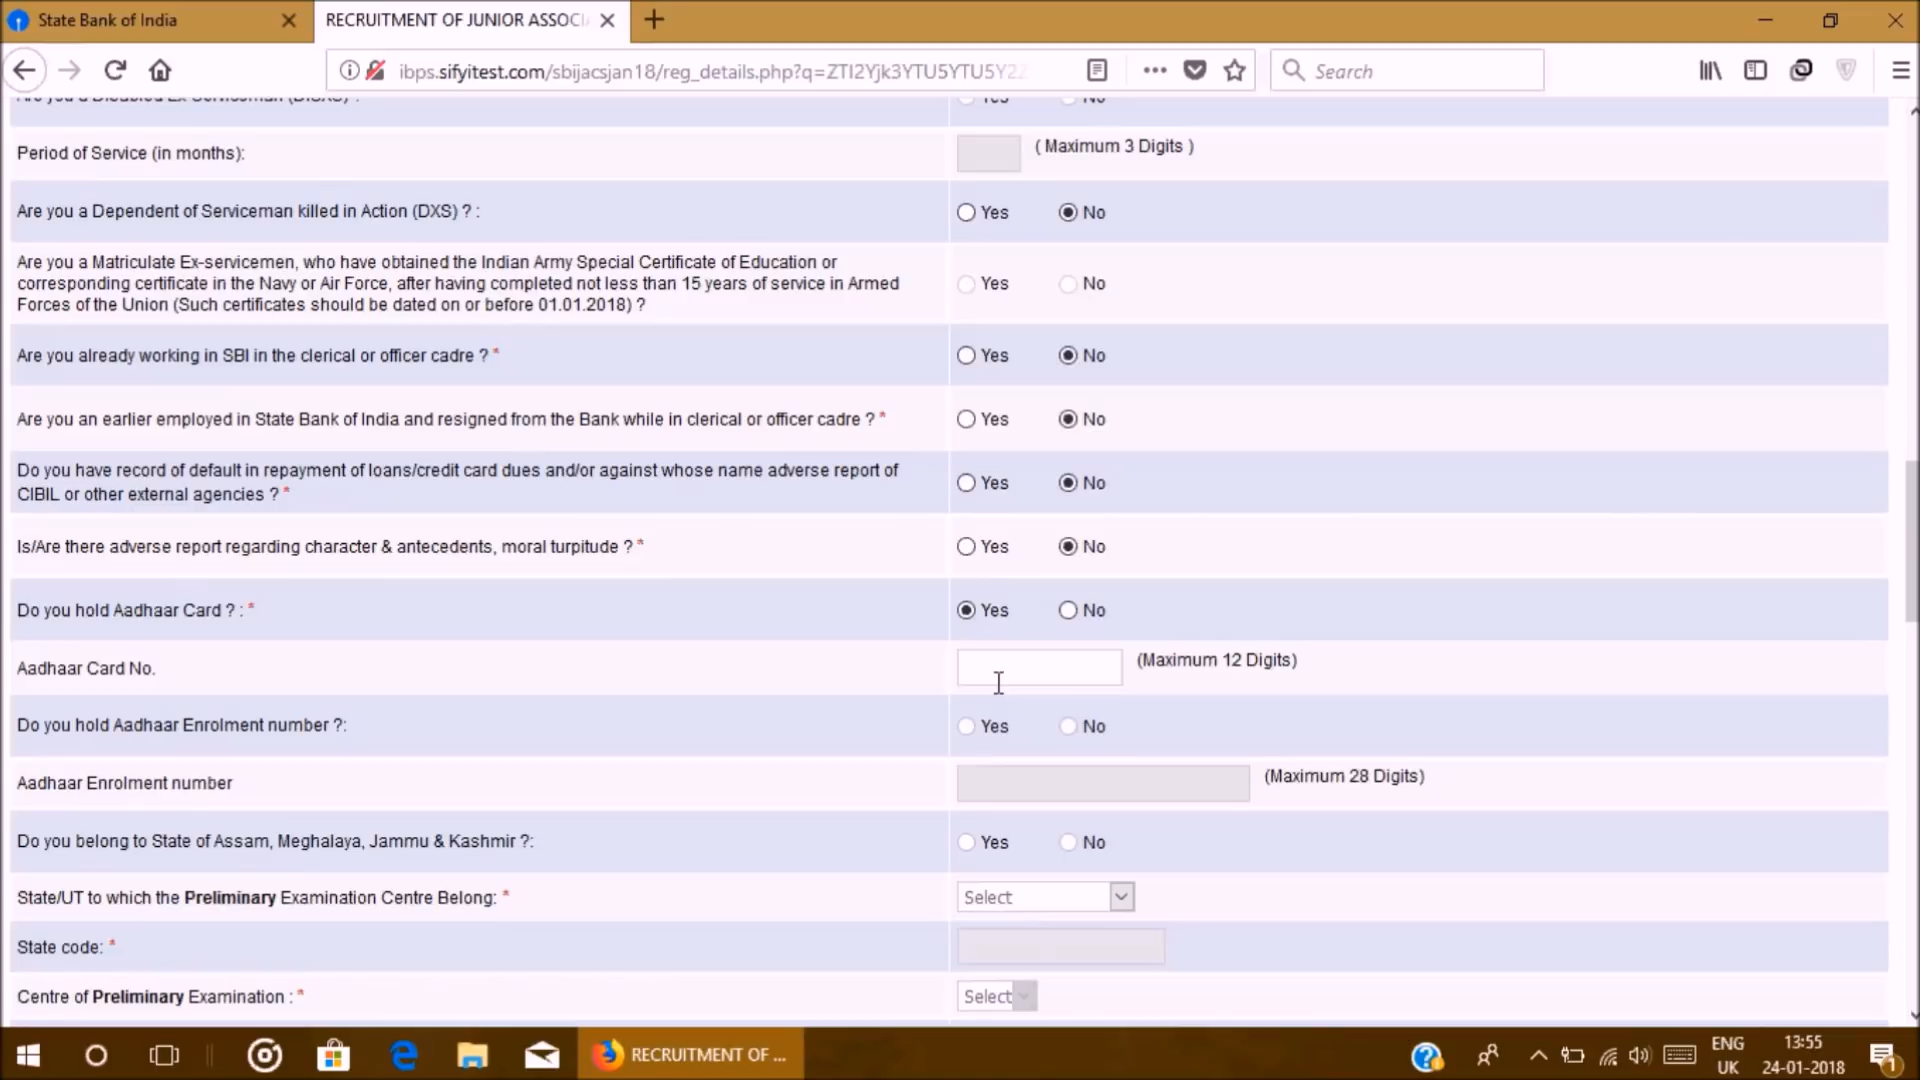 State Bank of India
RECRUITMENT OF JUNIOR ASSOCI
ibps.sifyitest.com/sbijacsjan18/reg_details.php?q=ZTI2Yjk3YTU5YTU5Y2
Search
Are you a Disabled Ex-Serviceman (DISXS) ? Yes No
Period of Service (in months): ( Maximum 3 Digits )
Are you a Dependent of Serviceman killed in Action (DXS) ? : Yes No
Are you a Matriculate Ex-servicemen, who have obtained the Indian Army Special Certificate of Education or
corresponding certificate in the Navy or Air Force, after having completed not less than 15 years of service in Armed Yes No
Forces of the Union (Such certificates should be dated on or before 01.01.2018) ?
Are you already working in SBI in the clerical or officer cadre ? * Yes No
Are you an earlier employed in State Bank of India and resigned from the Bank while in clerical or officer cadre ? * Yes No
Do you have record of default in repayment of loans/credit card dues and/or against whose name adverse report of
CIBIL or other external agencies ? * Yes No
Is/Are there adverse report regarding character & antecedents, moral turpitude ? * Yes No
Do you hold Aadhaar Card ? : * Yes No
Aadhaar Card No. (Maximum 12 Digits)
Do you hold Aadhaar Enrolment number ?: Yes No
Aadhaar Enrolment number (Maximum 28 Digits)
Do you belong to State of Assam, Meghalaya, Jammu & Kashmir ?: Yes No
State/UT to which the Preliminary Examination Centre Belong: * Select
State code: *
Centre of Preliminary Examination : * Select
RECRUITMENT OF ...
ENG
UK
13:55
24-01-2018
1